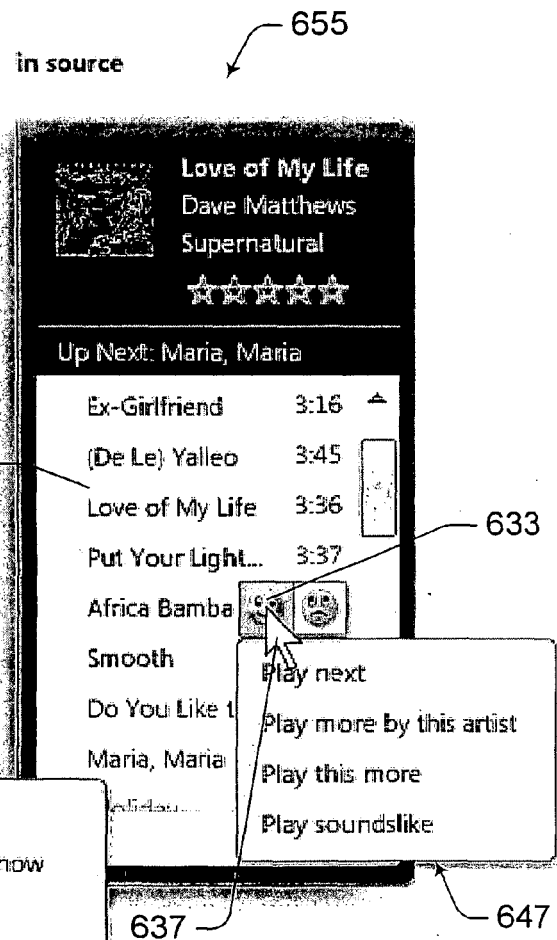 655
in source
Love of My Life
Dave Matthews
Supernatural
Up Next: Maria, Maria
Ex-Girlfriend 3:16
(De Le) Yalleo 3:45
Love of My Life 3:36
633
Put Your Light... 3:37
Africa Bamba
Smooth
Play next
Do You Like t
Play more by this artist
Maria, Maria
Play this more
Play soundslike
now
637
647